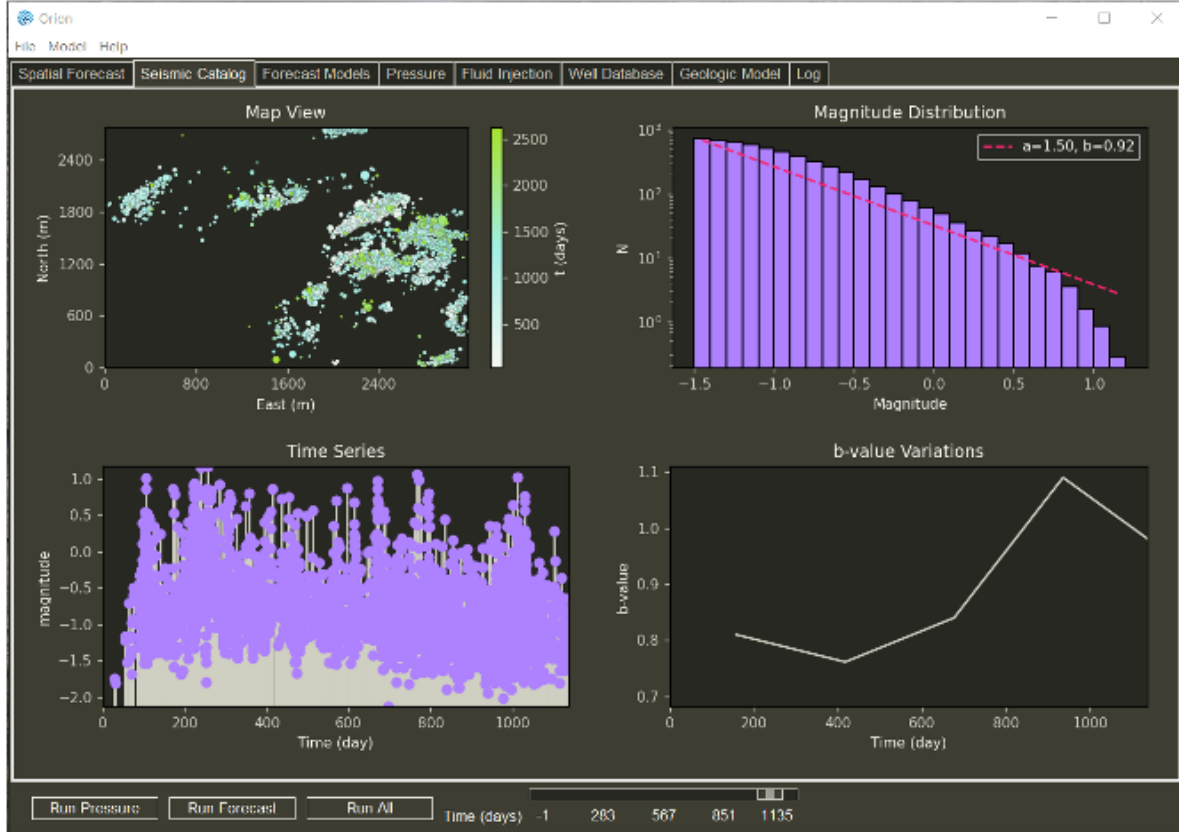 Orion
File Model Help
Spatial Forecast Seismic Catalog Forecast Models Pressure Fluid Injection Well Database Geologic Model Log
Map View
2400
1800
1200
600
0
North (m)
0 800 1600 2400
East (m)
2500
2000
1500
1000
500
t (days)
Magnitude Distribution
a=1.50, b=0.92
10³
10²
10¹
10⁰
N
−1.5 −1.0 −0.5 0.0 0.5 1.0
Magnitude
Time Series
1.0
0.5
0.0
−0.5
−1.0
−1.5
−2.0
magnitude
0 200 400 600 800 1000
Time (day)
b-value Variations
1.1
1.0
0.9
0.8
0.7
b-value
0 200 400 600 800 1000
Time (day)
Run Pressure Run Forecast Run All Time (days) -1 283 567 851 1135